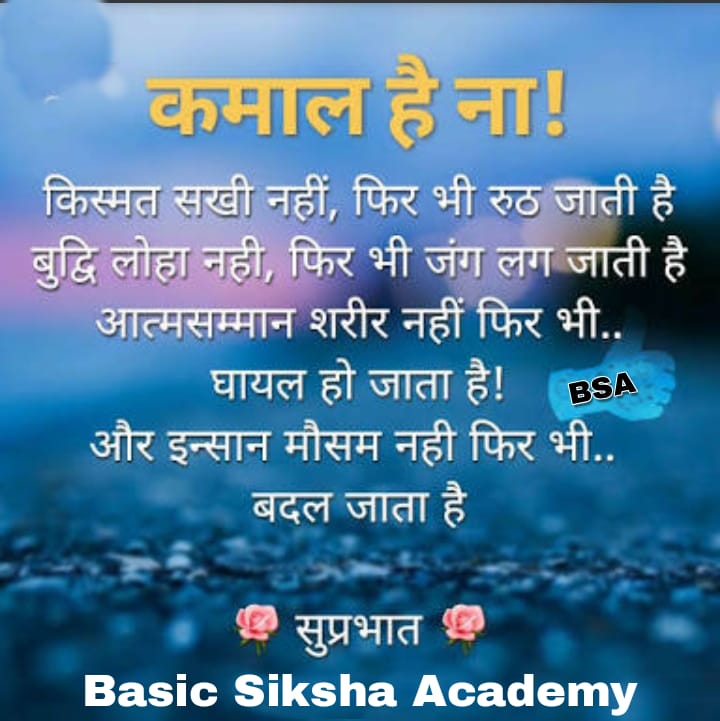 कमाल है ना!
किस्मत सखी नहीं, फिर भी रुठ जाती है
बुद्वि लोहा नही, फिर भी जंग लग जाती है
आत्मसम्मान शरीर नहीं फिर भी..
घायल हो जाता है!
BSA
और इन्सान मौसम नही फिर भी..
बदल जाता है
🌹 सुप्रभात 🌹
Basic Siksha Academy